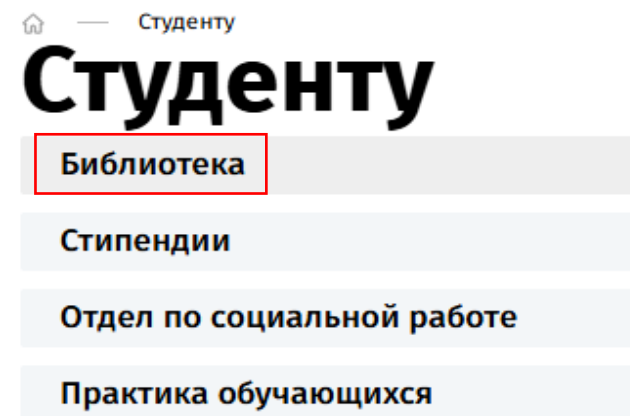 Студенту
Студенту
Библиотека
Стипендии
Отдел по социальной работе
Практика обучающихся